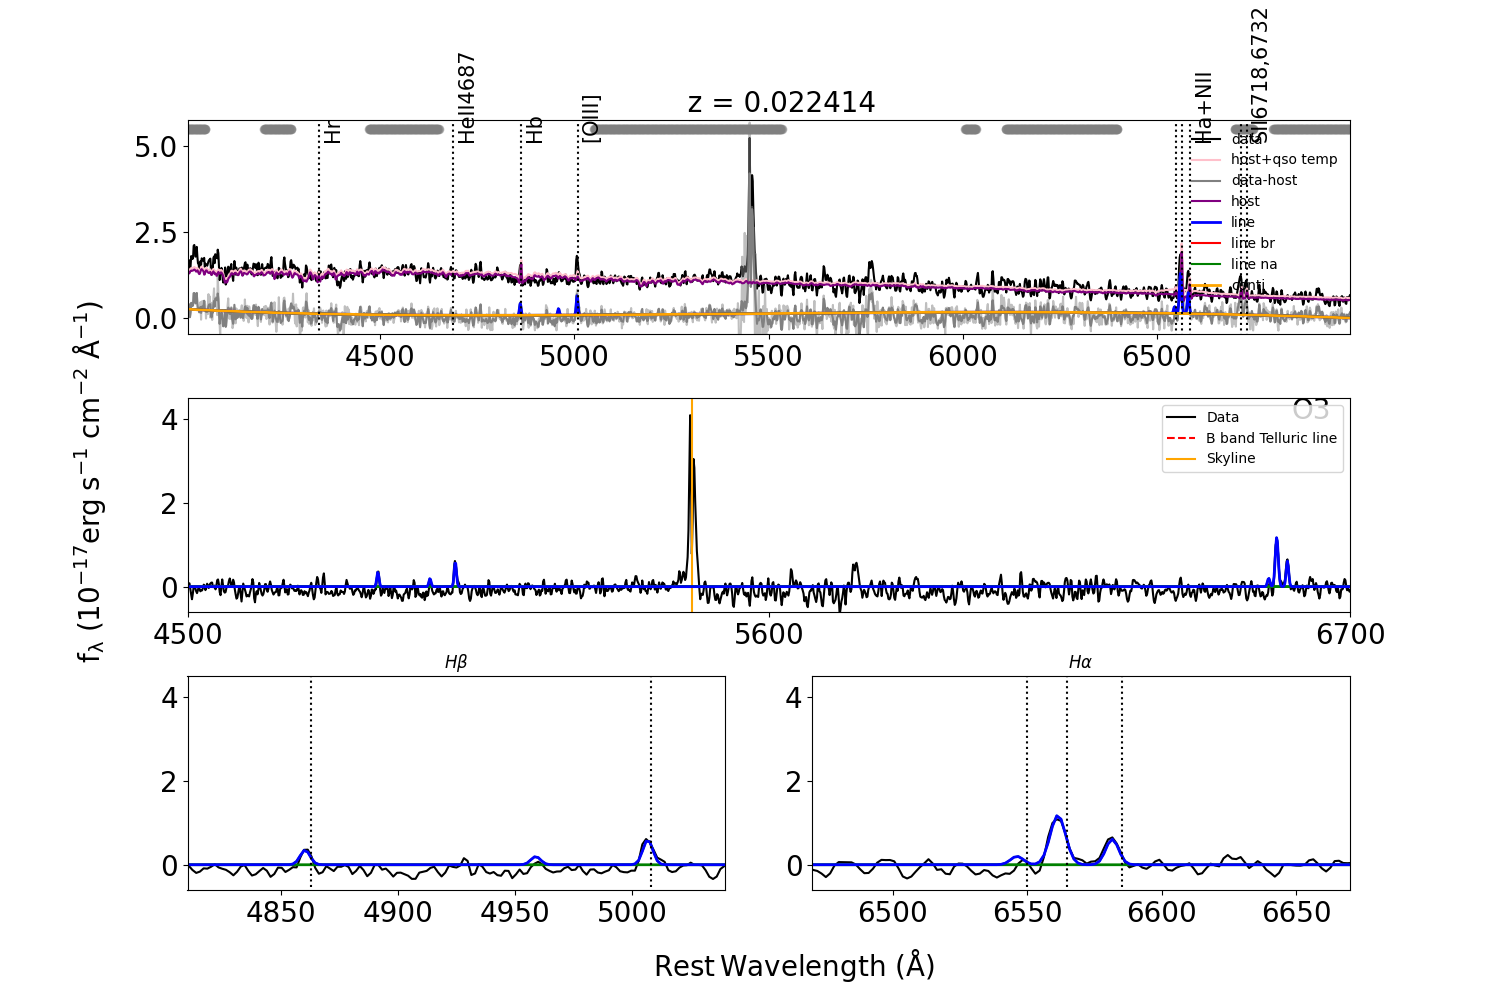 z = 0.022414
Hr
HeII4687
Hb
[OIII]
Ha+NII
SII6718,6732
5.0
2.5
0.0
data
host+qso temp
data-host
host
line
line br
line na
conti
4500 5000 5500 6000 6500
O3
4
2
0
Data
B band Telluric line
Skyline
4500 5600 6700
fλ (10−17erg s−1 cm−2 Å−1)
Hβ
4
2
0
4850 4900 4950 5000
Hα
4
2
0
6500 6550 6600 6650
Rest Wavelength (Å)